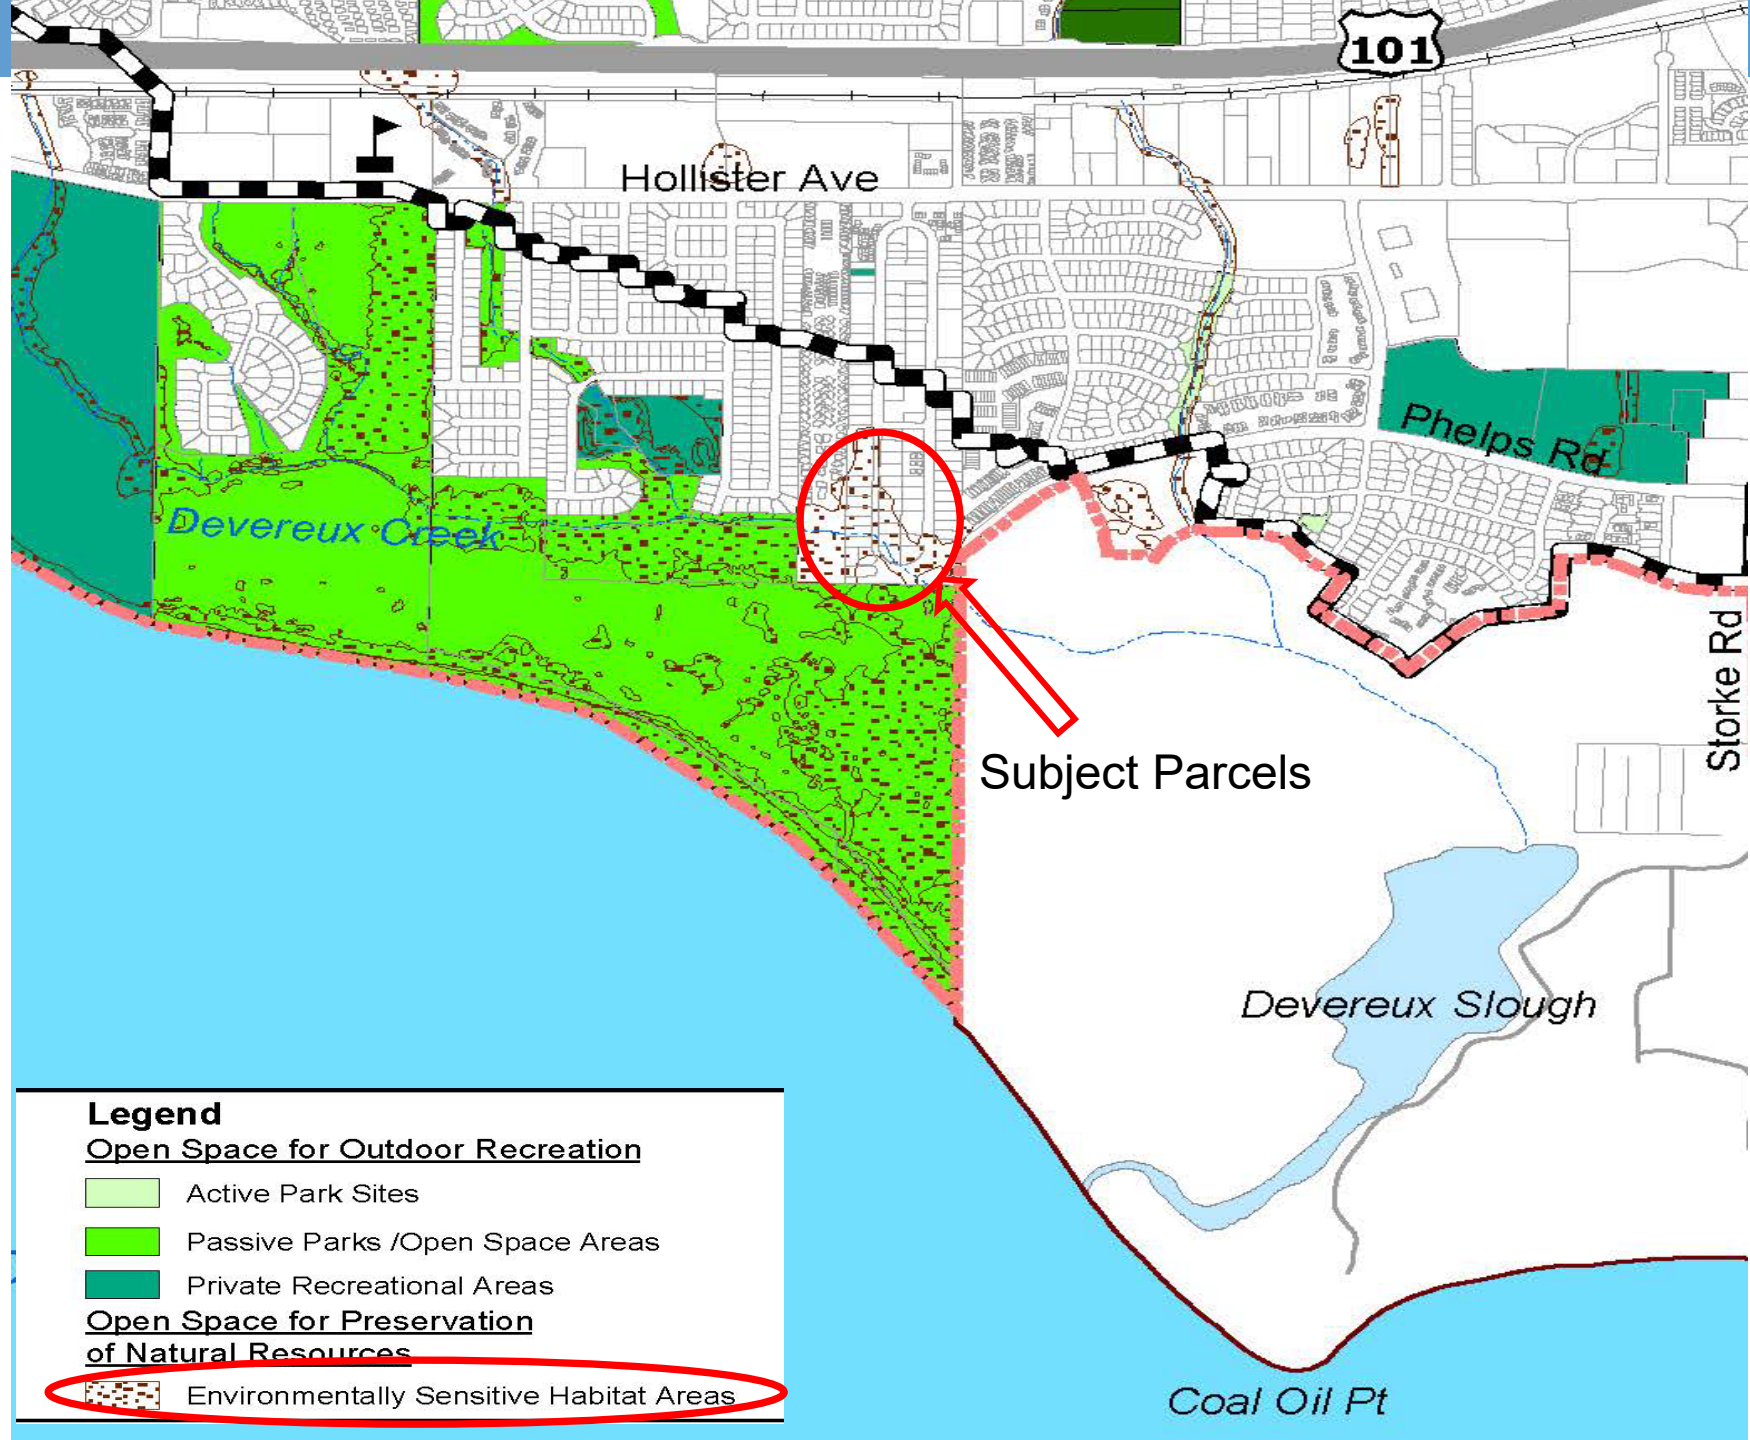 101
Hollister Ave
Phelps Rd
Devereux Creek
Storke Rd
Subject Parcels
Devereux Slough
Coal Oil Pt
Legend
Open Space for Outdoor Recreation
Active Park Sites
Passive Parks /Open Space Areas
Private Recreational Areas
Open Space for Preservation
of Natural Resources
Environmentally Sensitive Habitat Areas